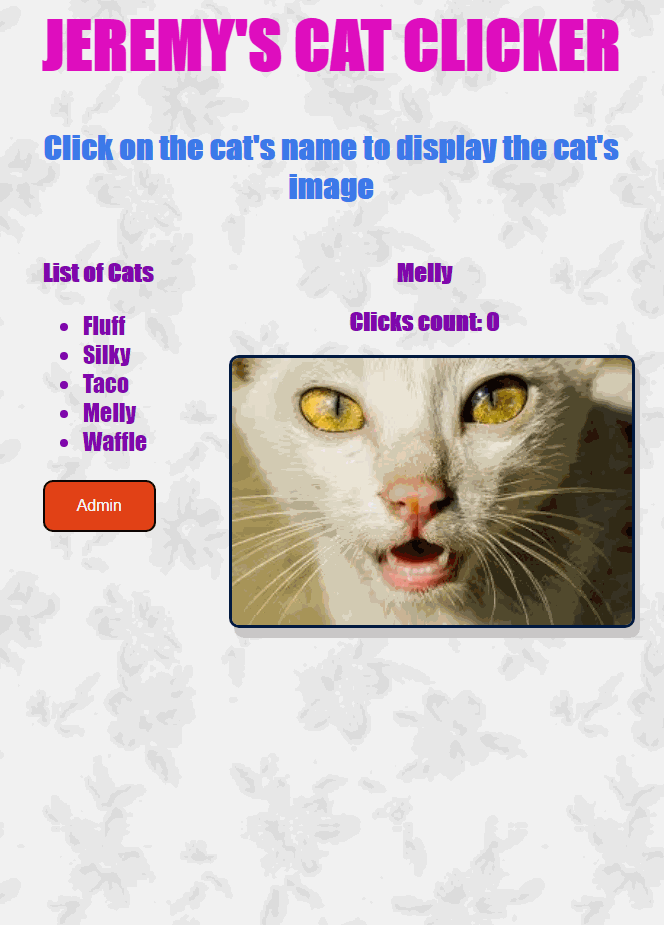 JEREMY'S CAT CLICKER
Click on the cat's name to display the cat's
image
List of Cats
Fluff
Silky
Taco
Melly
Waffle
Admin
Melly
Clicks count: 0